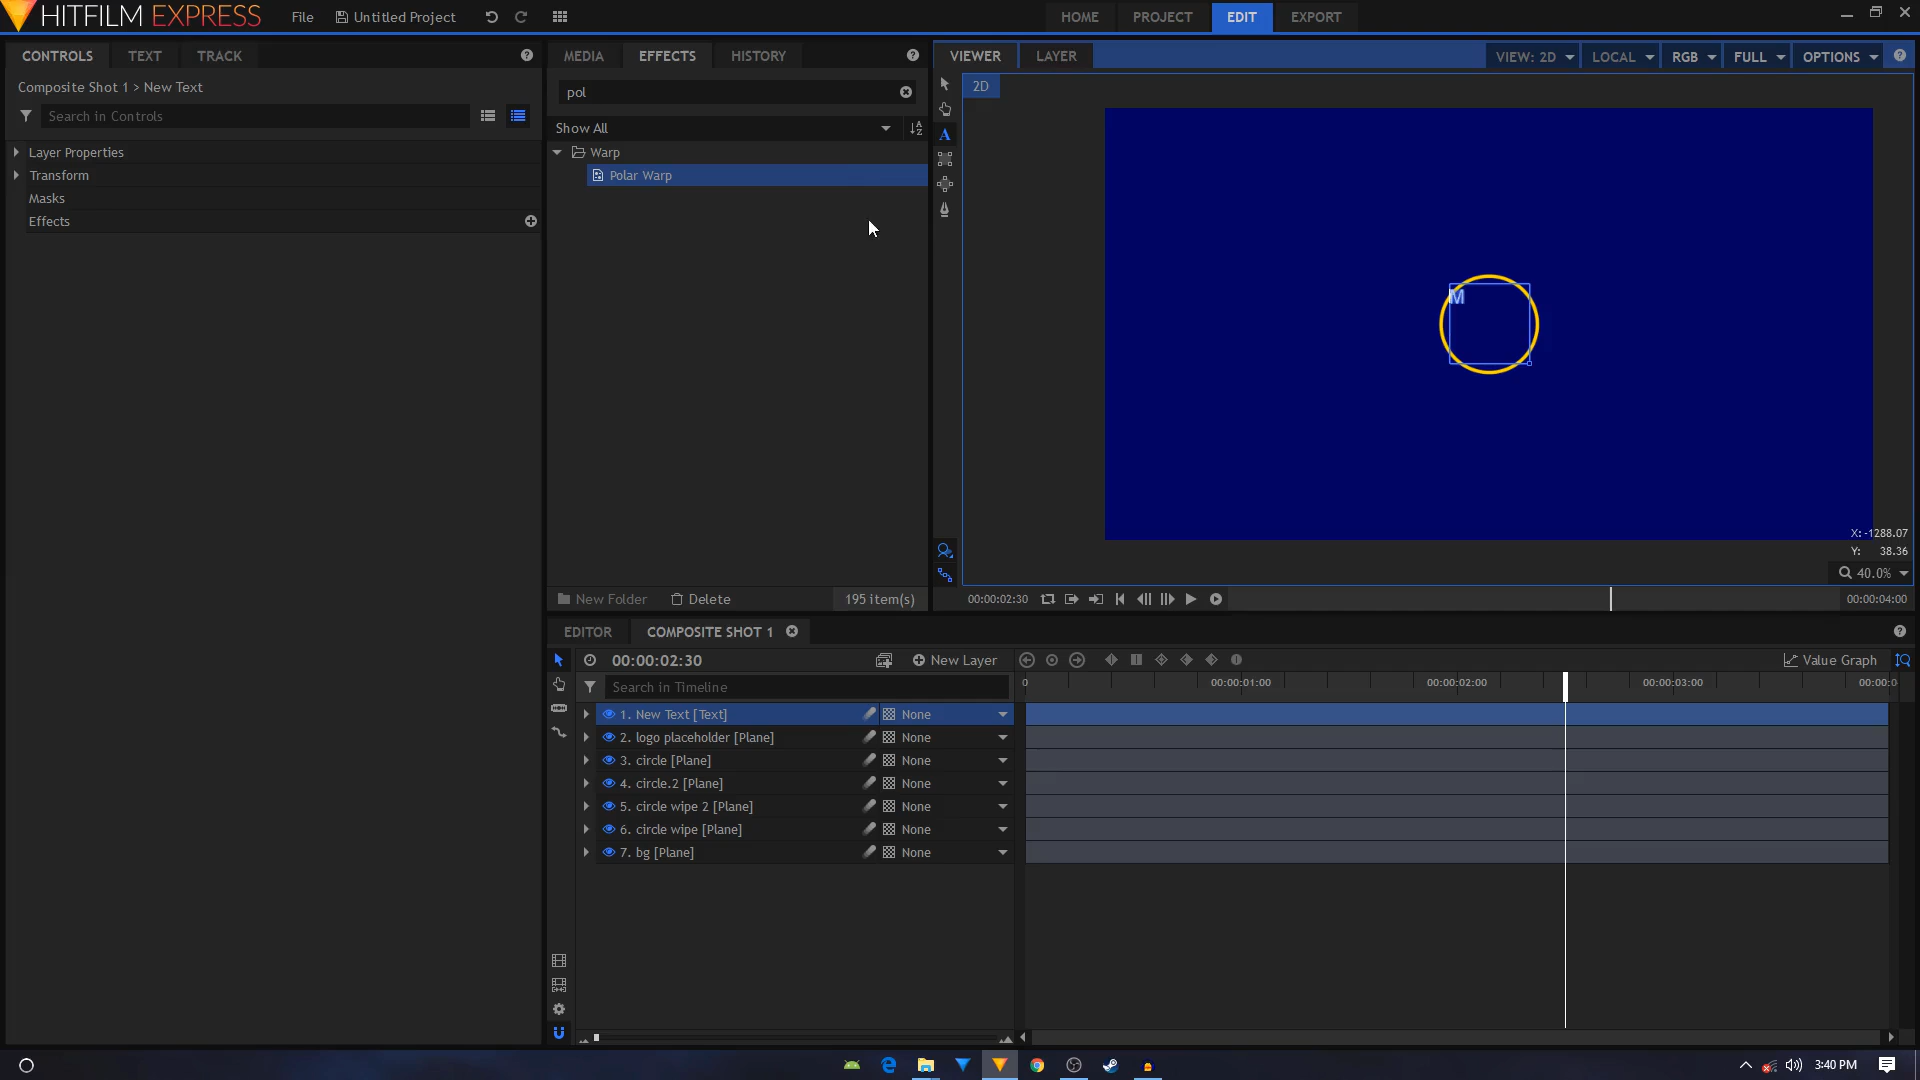 HITFILM EXPRESS
File
Untitled Project
HOME
PROJECT
EDIT
EXPORT
CONTROLS
TEXT
TRACK
Composite Shot 1 > New Text
Search in Controls
Layer Properties
Transform
Masks
Effects
MEDIA
EFFECTS
HISTORY
pol
Show All
Warp
Polar Warp
New Folder
Delete
195 item(s)
VIEWER
LAYER
VIEW: 2D
LOCAL
RGB
FULL
OPTIONS
2D
A
M
X: -1288.07
Y: 38.36
40.0%
00:00:02:30
00:00:04:00
EDITOR
COMPOSITE SHOT 1
00:00:02:30
New Layer
Value Graph
Search in Timeline
0
00:00:01:00
00:00:02:00
00:00:03:00
00:00:0
1. New Text [Text] None
2. logo placeholder [Plane] None
3. circle [Plane] None
4. circle.2 [Plane] None
5. circle wipe 2 [Plane] None
6. circle wipe [Plane] None
7. bg [Plane] None
3:40 PM